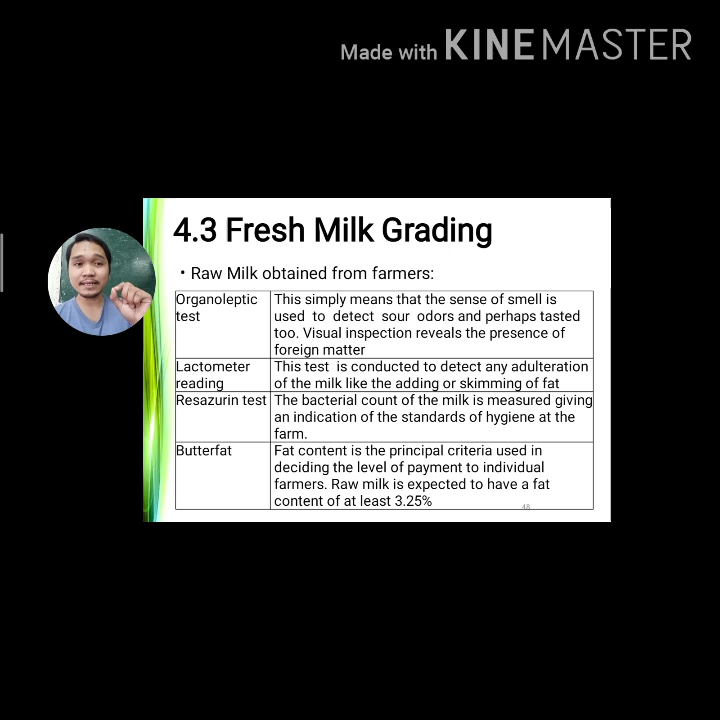 Made with KINEMASTER
4.3 Fresh Milk Grading
• Raw Milk obtained from farmers:
Organoleptic test
This simply means that the sense of smell is
used to detect sour odors and perhaps tasted
too. Visual inspection reveals the presence of
foreign matter
Lactometer reading
This test is conducted to detect any adulteration
of the milk like the adding or skimming of fat
Resazurin test
The bacterial count of the milk is measured giving
an indication of the standards of hygiene at the
farm.
Butterfat
Fat content is the principal criteria used in
deciding the level of payment to individual
farmers. Raw milk is expected to have a fat
content of at least 3.25%
48